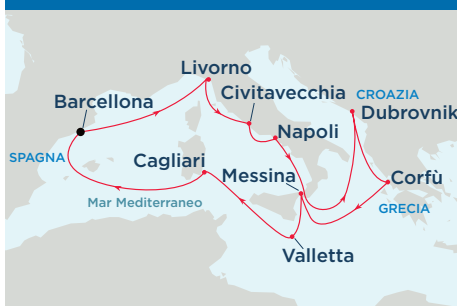 Livorno
Civitavecchia
CROAZIA
Barcellona
Dubrovnik
Napoli
SPAGNA
Cagliari
Messina
Corfù
Mar Mediterraneo
GRECIA
Valletta